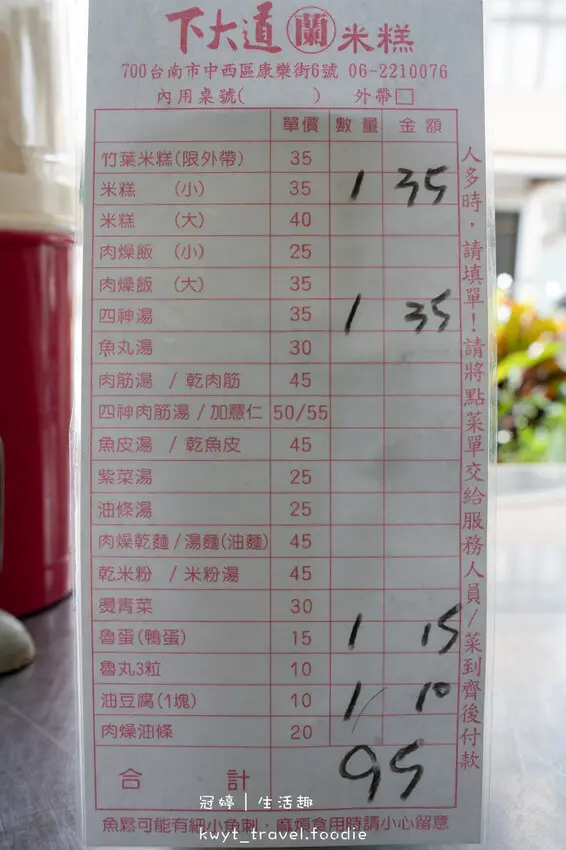 下大道 蘭 米糕
700台南市中西區康樂街6號 06-2210076
內用桌號( ) 外帶□
單價 數量 金額
竹葉米糕(限外帶) 35
米糕 (小) 35 1 35
米糕 (大) 40
肉燥飯 (小) 25
肉燥飯 (大) 35
四神湯 35 1 35
魚丸湯 30
肉筋湯 / 乾肉筋 45
四神肉筋湯/加薏仁 50/55
魚皮湯 / 乾魚皮 45
紫菜湯 25
油條湯 25
肉燥乾麵/湯麵(油麵) 45
乾米粉 / 米粉湯 45
燙青菜 30
魯蛋(鴨蛋) 15 1 15
魯丸3粒 10
油豆腐(1塊) 10 1 10
肉燥油條 20
合計 95
人多時,請填單!請將點菜單交給服務人員/菜到齊後付款
冠婷|生活趣
魚鬆可能有細小魚刺,麻煩食用時請小心留意
kwyt_travel.foodie